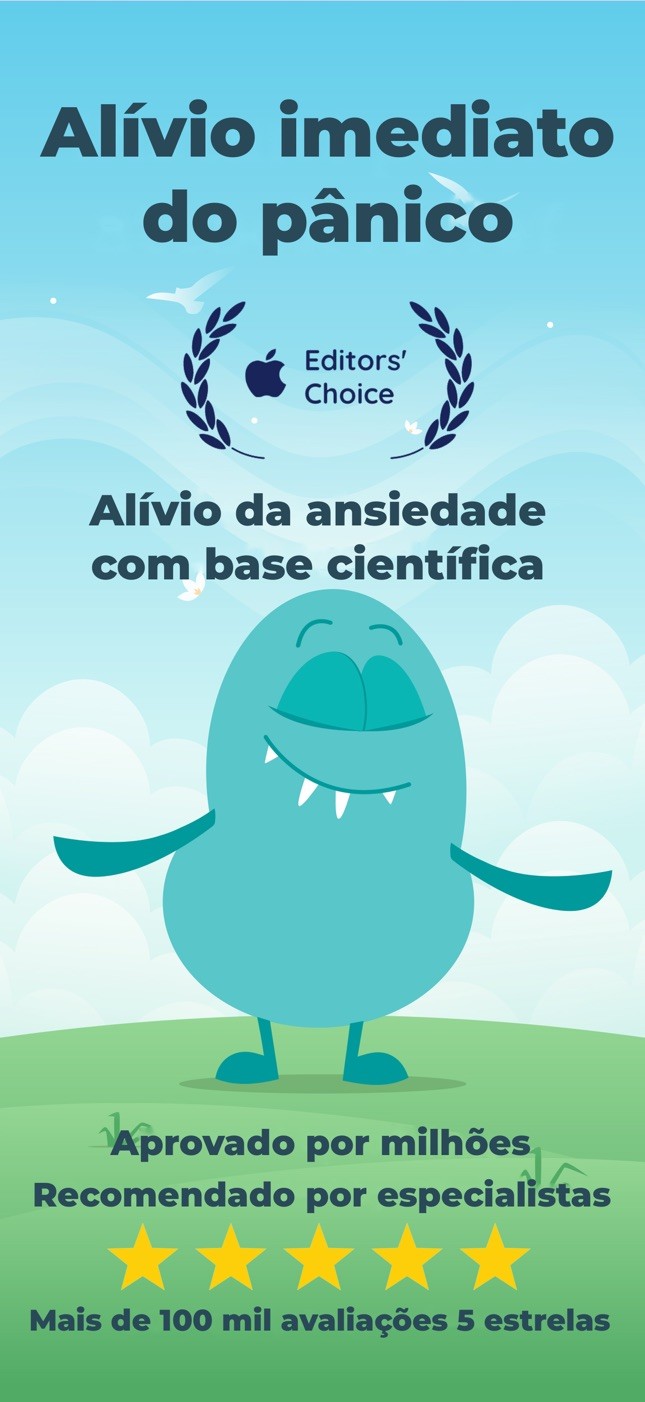 Alívio imediato
do pânico
Editors'
Choice
Alívio da ansiedade
com base científica
Aprovado por milhões
Recomendado por especialistas
Mais de 100 mil avaliações 5 estrelas